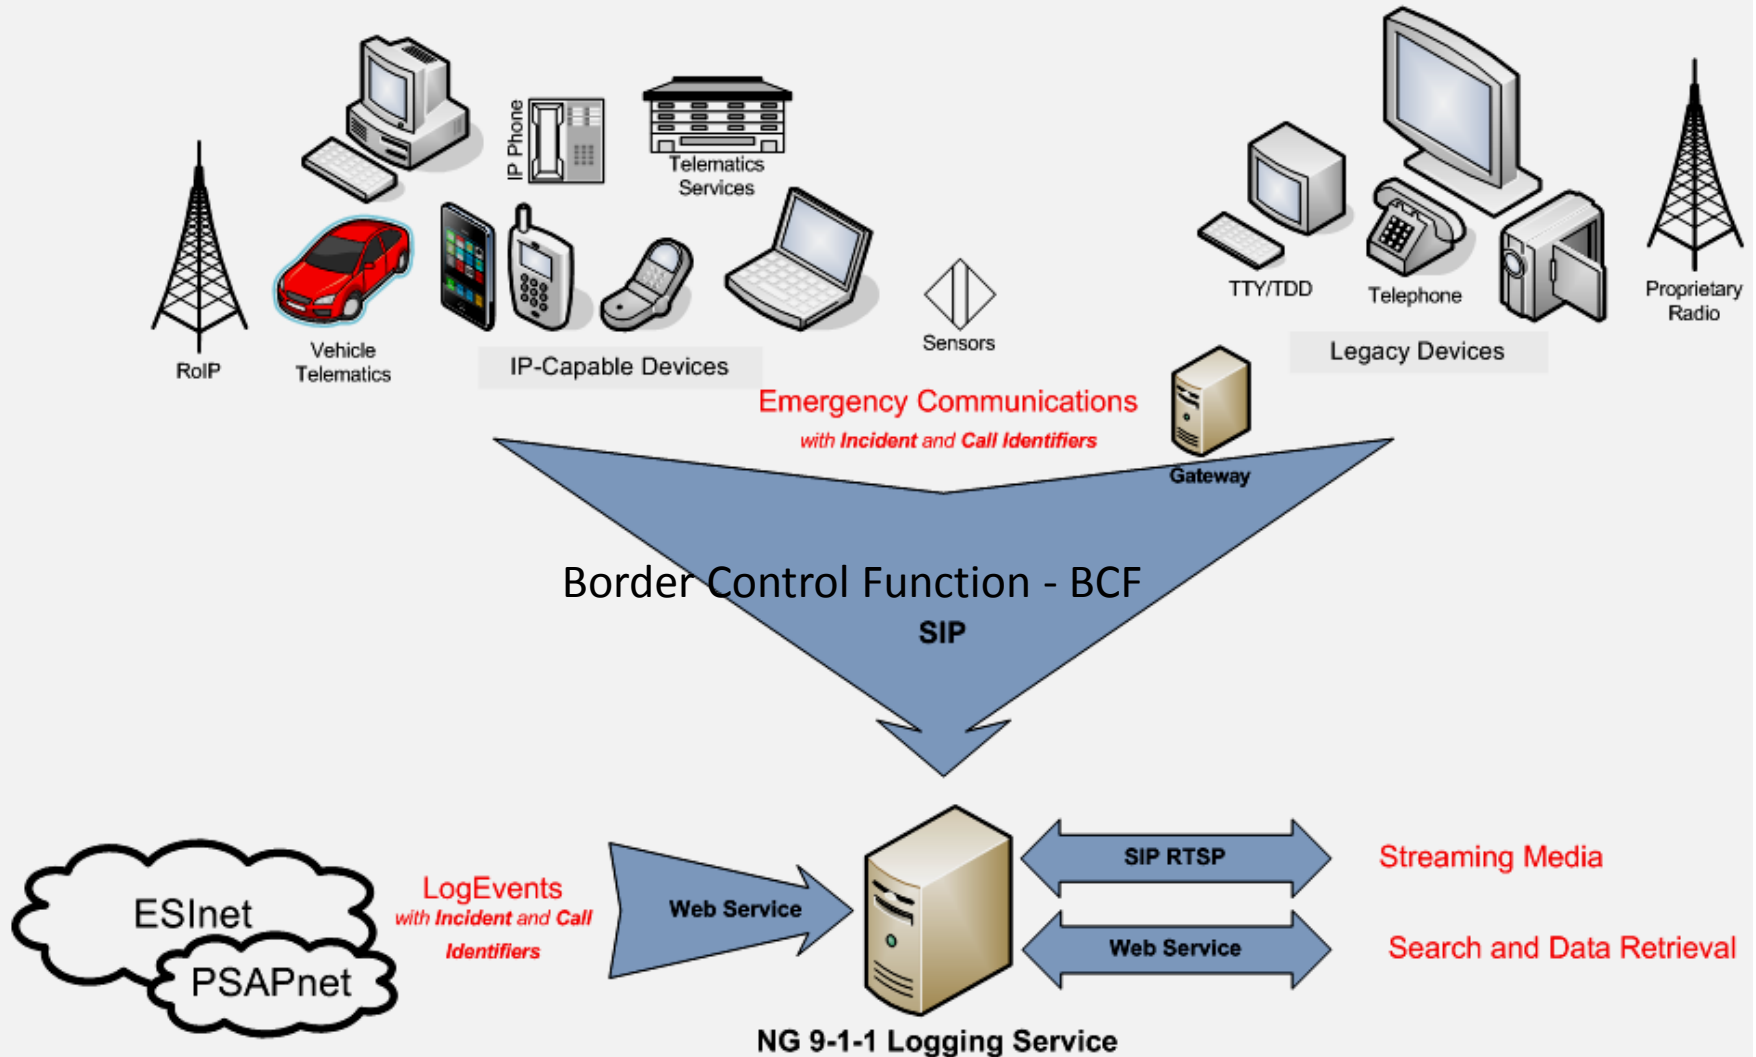 IP Phone
Telematics
Services
RoIP
Vehicle
Telematics
IP-Capable Devices
Sensors
TTY/TDD
Telephone
Proprietary
Radio
Legacy Devices
Emergency Communications
with Incident and Call Identifiers
Gateway
Border Control Function - BCF
SIP
ESInet
PSAPnet
LogEvents
with Incident and Call
Identifiers
Web Service
SIP RTSP
Streaming Media
Web Service
Search and Data Retrieval
NG 9-1-1 Logging Service